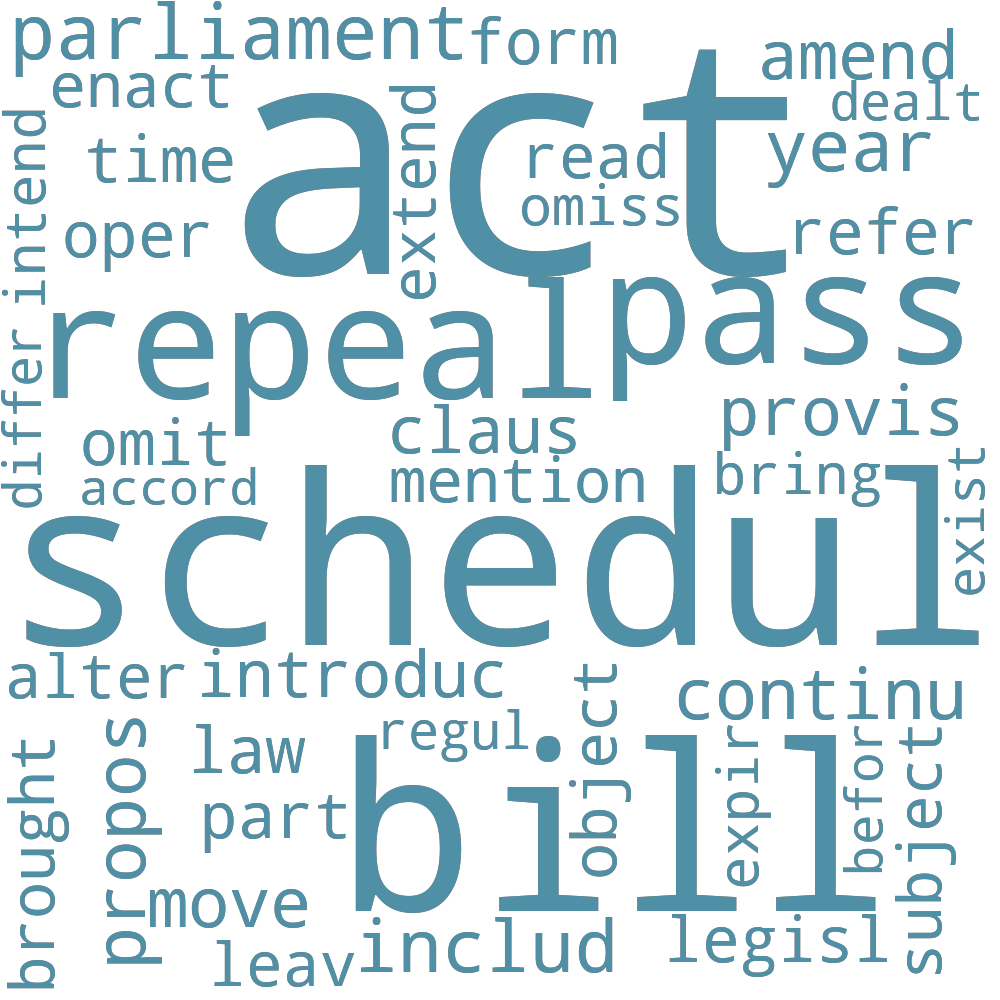 parliament
form
amend
enact
dealt
act
extend
time
read
year
intend
omiss
oper
refer
repeal
pass
differ
provis
omit
claus
accord
mention
bring
exist
schedul
alter
introduc
continu
object
regul
law
bill
expir
befor
subject
brought
propos
part
move
includ
legisl
leav